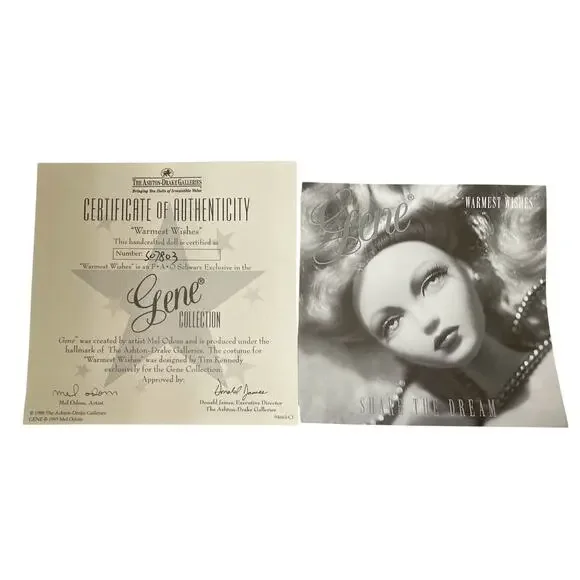 THE ASHTON-DRAKE GALLERIES
Bringing You Dolls of Irresistible Value
CERTIFICATE OF AUTHENTICITY
"Warmest Wishes"
This handcrafted doll is certified as
Number: 567803
"Warmest Wishes" is an F•A•O Schwarz Exclusive in the
Gene®
COLLECTION
Gene® was created by artist Mel Odom and is produced under the
hallmark of The Ashton-Drake Galleries. The costume for
"Warmest Wishes" was designed by Tim Kennedy
exclusively for the Gene Collection.
Approved by:
mel odom
Donald James
Mel Odom, Artist
Donald James, Executive Director
The Ashton-Drake Galleries
© 1998 The Ashton-Drake Galleries
GENE © 1995 Mel Odom
Gene®
"WARMEST WISHES"
SHARE THE DREAM